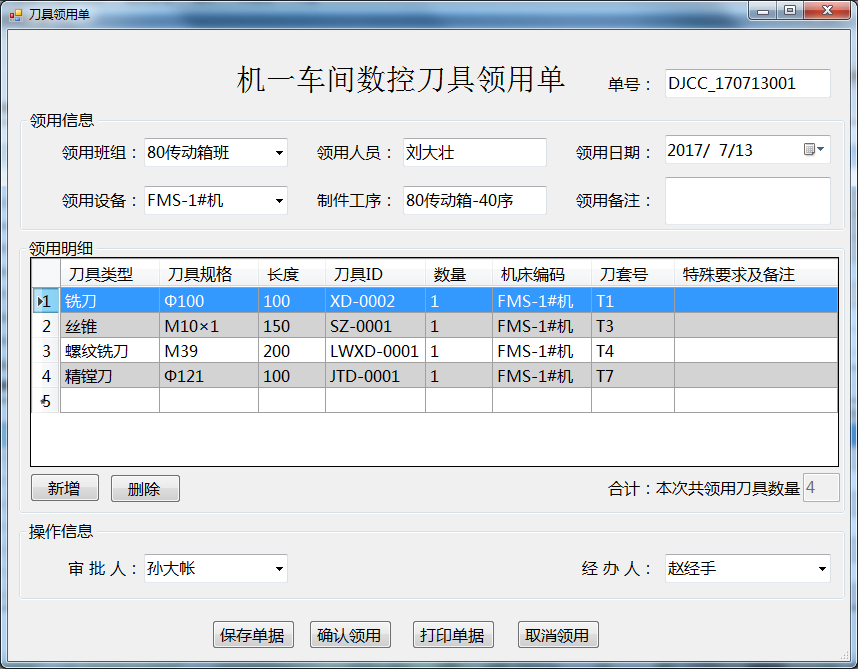 刀具领用单
机一车间数控刀具领用单
单号： DJCC_170713001
领用信息
领用班组： 80传动箱班 领用人员： 刘大壮 领用日期： 2017/ 7/13
领用设备： FMS-1#机 制件工序： 80传动箱-40序 领用备注：
领用明细
刀具类型 刀具规格 长度 刀具ID 数量 机床编码 刀套号 特殊要求及备注
1 铣刀 Φ100 100 XD-0002 1 FMS-1#机 T1
2 丝锥 M10×1 150 SZ-0001 1 FMS-1#机 T3
3 螺纹铣刀 M39 200 LWXD-0001 1 FMS-1#机 T4
4 精镗刀 Φ121 100 JTD-0001 1 FMS-1#机 T7
5
新增 删除 合计：本次共领用刀具数量 4
操作信息
审 批 人： 孙大帐 经 办 人： 赵经手
保存单据 确认领用 打印单据 取消领用